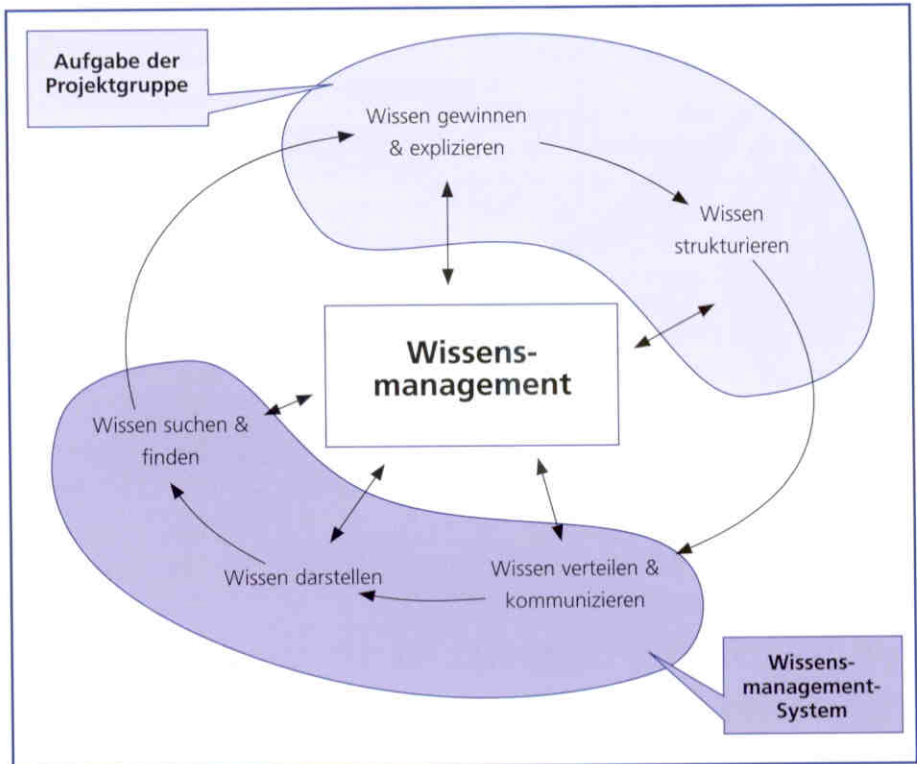 Aufgabe der
Projektgruppe
Wissen gewinnen
& explizieren
Wissen
strukturieren
Wissens-
management
Wissen suchen &
finden
Wissen darstellen
Wissen verteilen &
kommunizieren
Wissens-
management-
System